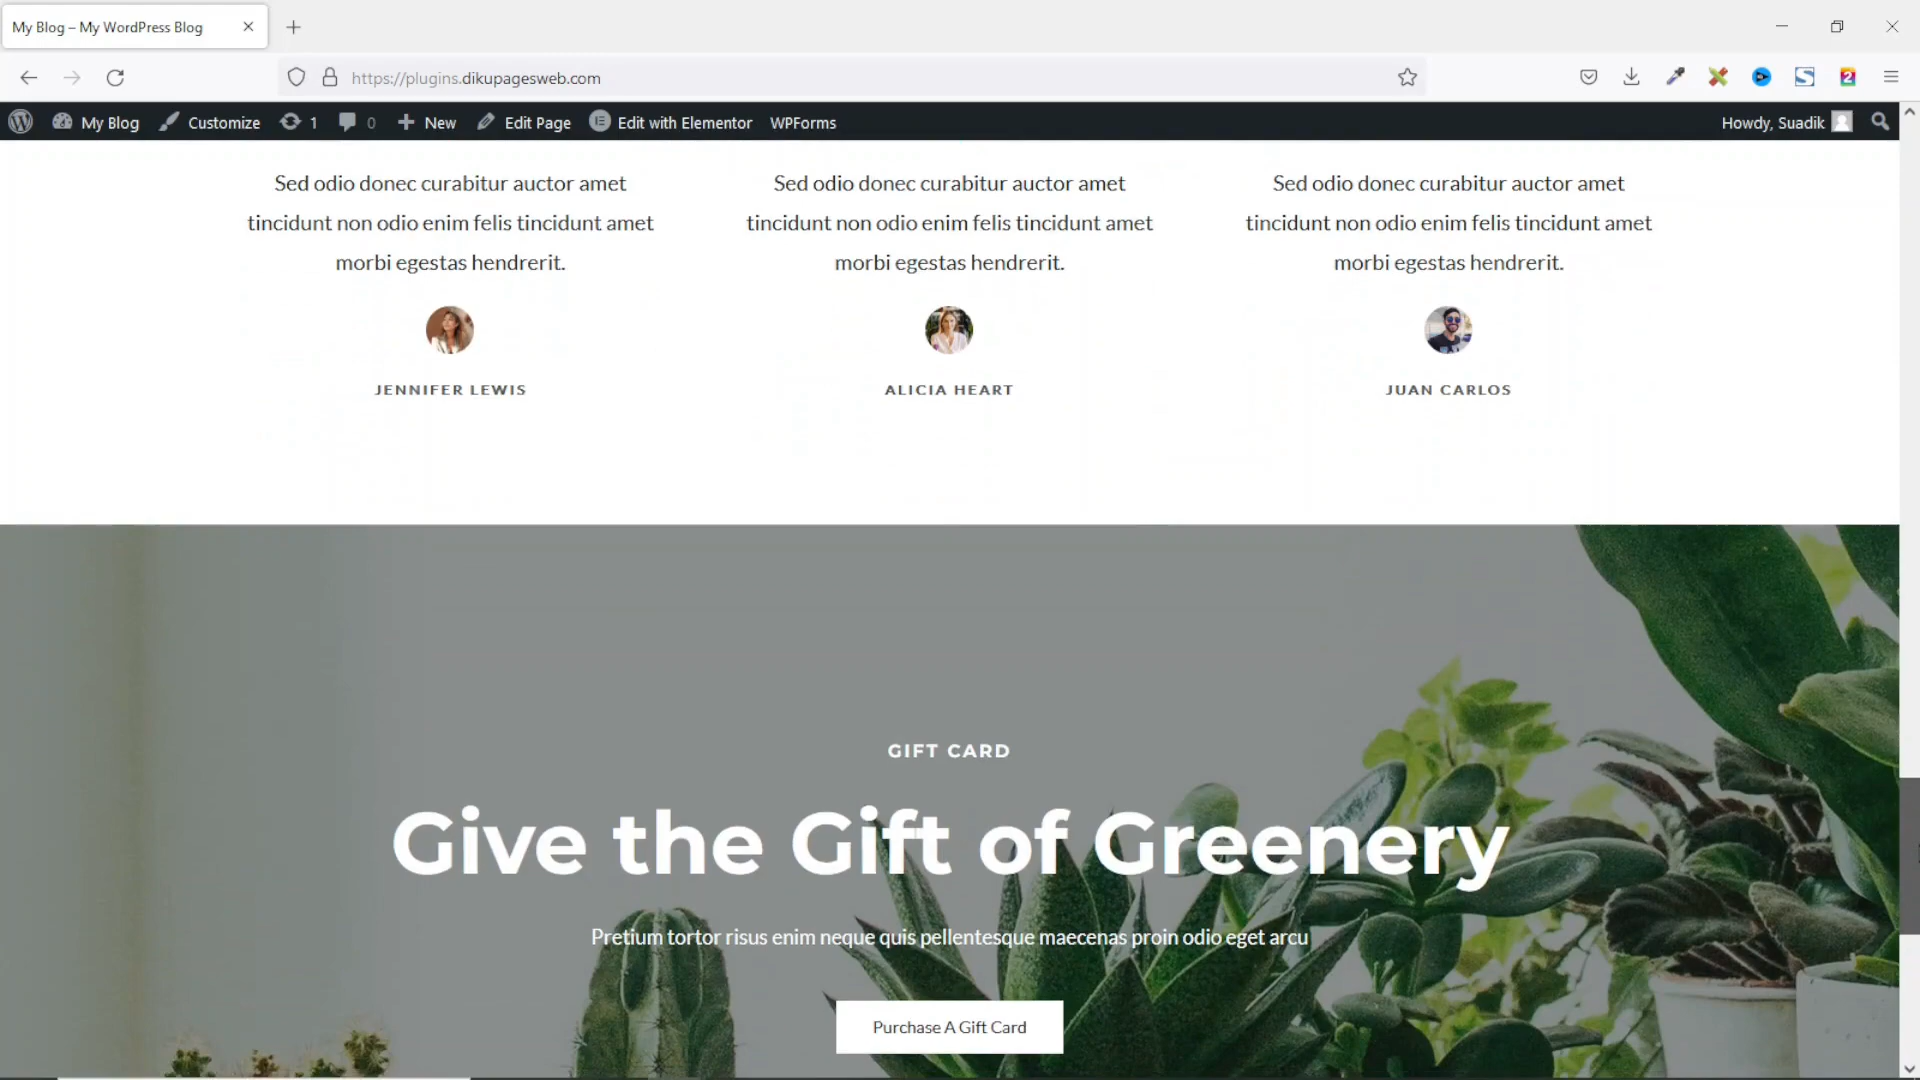 My Blog – My WordPress Blog
https://plugins.dikupagesweb.com
2
My Blog Customize 1 0 New Edit Page Edit with Elementor WPForms Howdy, Suadik
Sed odio donec curabitur auctor amet
tincidunt non odio enim felis tincidunt amet
morbi egestas hendrerit.
JENNIFER LEWIS
Sed odio donec curabitur auctor amet
tincidunt non odio enim felis tincidunt amet
morbi egestas hendrerit.
ALICIA HEART
Sed odio donec curabitur auctor amet
tincidunt non odio enim felis tincidunt amet
morbi egestas hendrerit.
JUAN CARLOS
GIFT CARD
Give the Gift of Greenery
Pretium tortor risus enim neque quis pellentesque maecenas proin odio eget arcu
Purchase A Gift Card